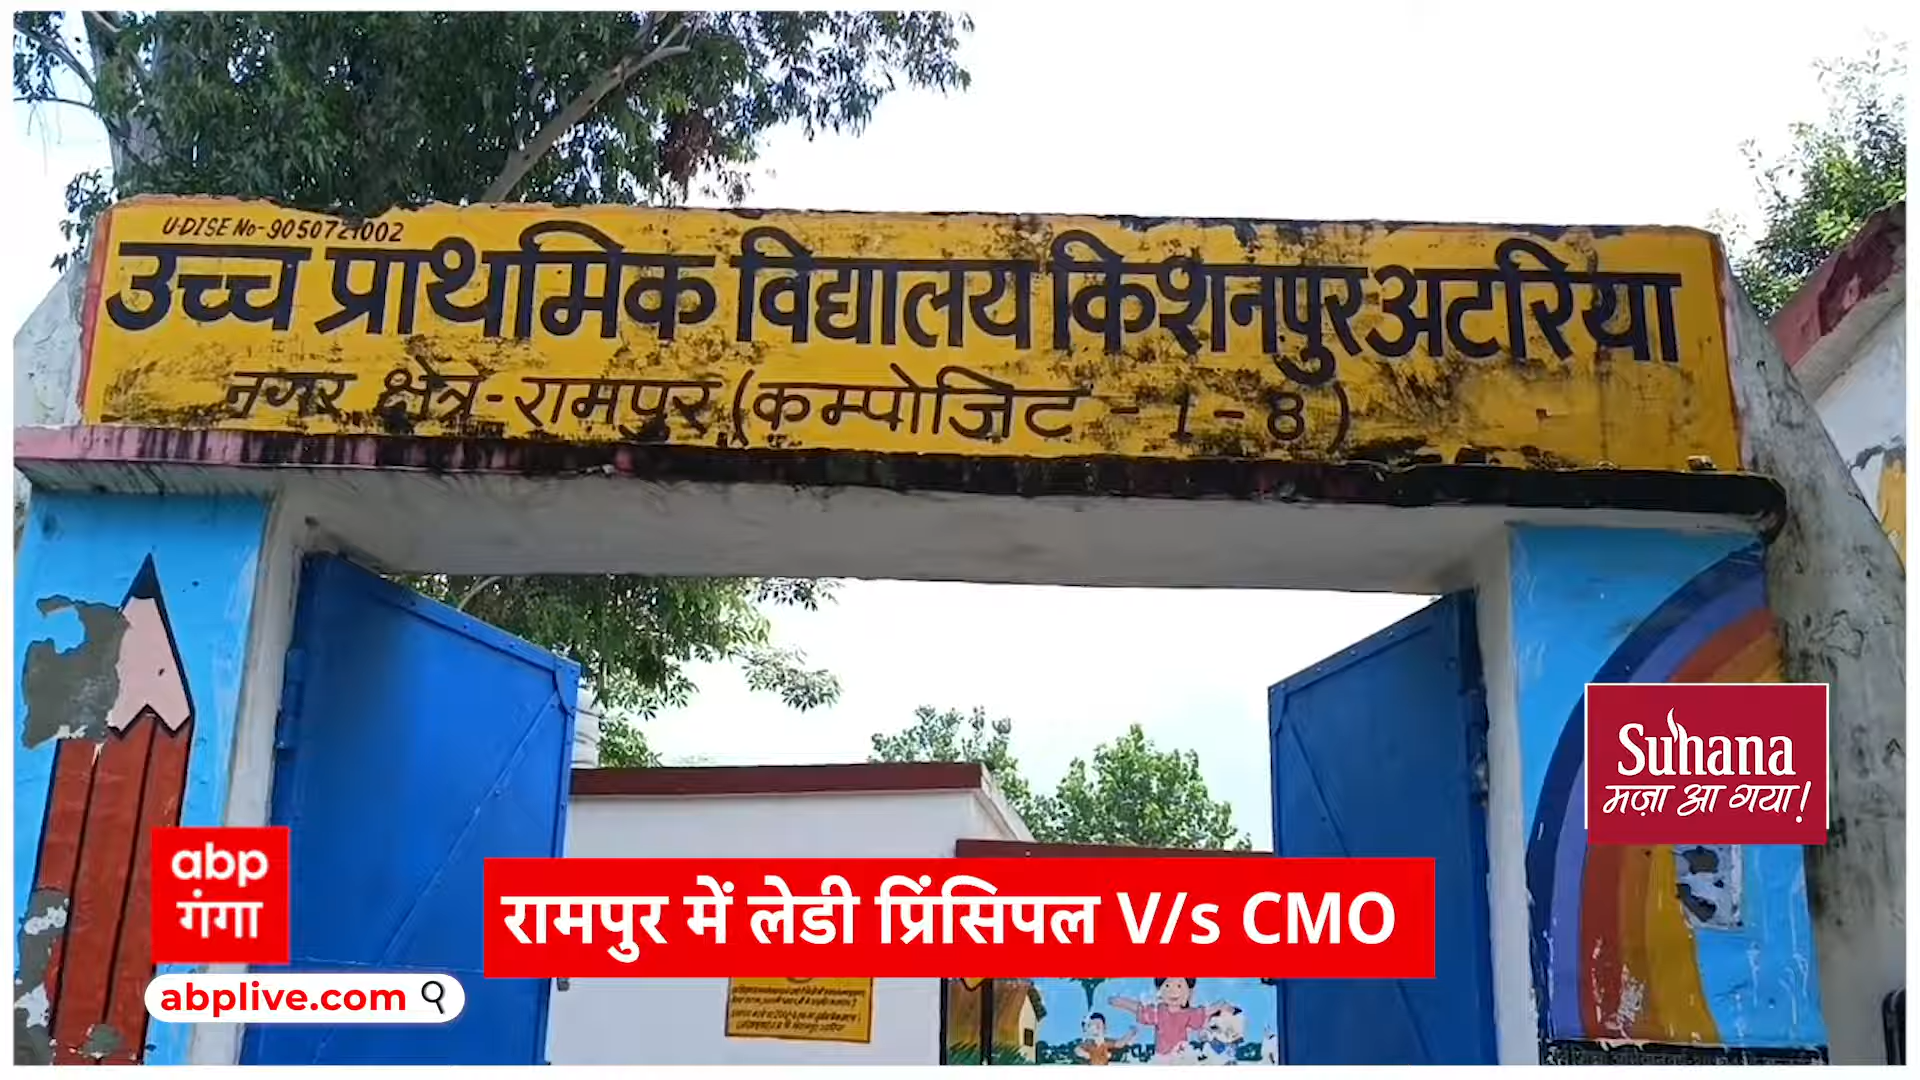 U-DISE No-9050721002
उच्च प्राथमिक विद्यालय किशनपुर अटरिया
नगर क्षेत्र-रामपुर (कम्पोजिट - 1-8)
Suhana
मज़ा आ गया!
abp
गंगा
रामपुर में लेडी प्रिंसिपल V/s CMO
abplive.com